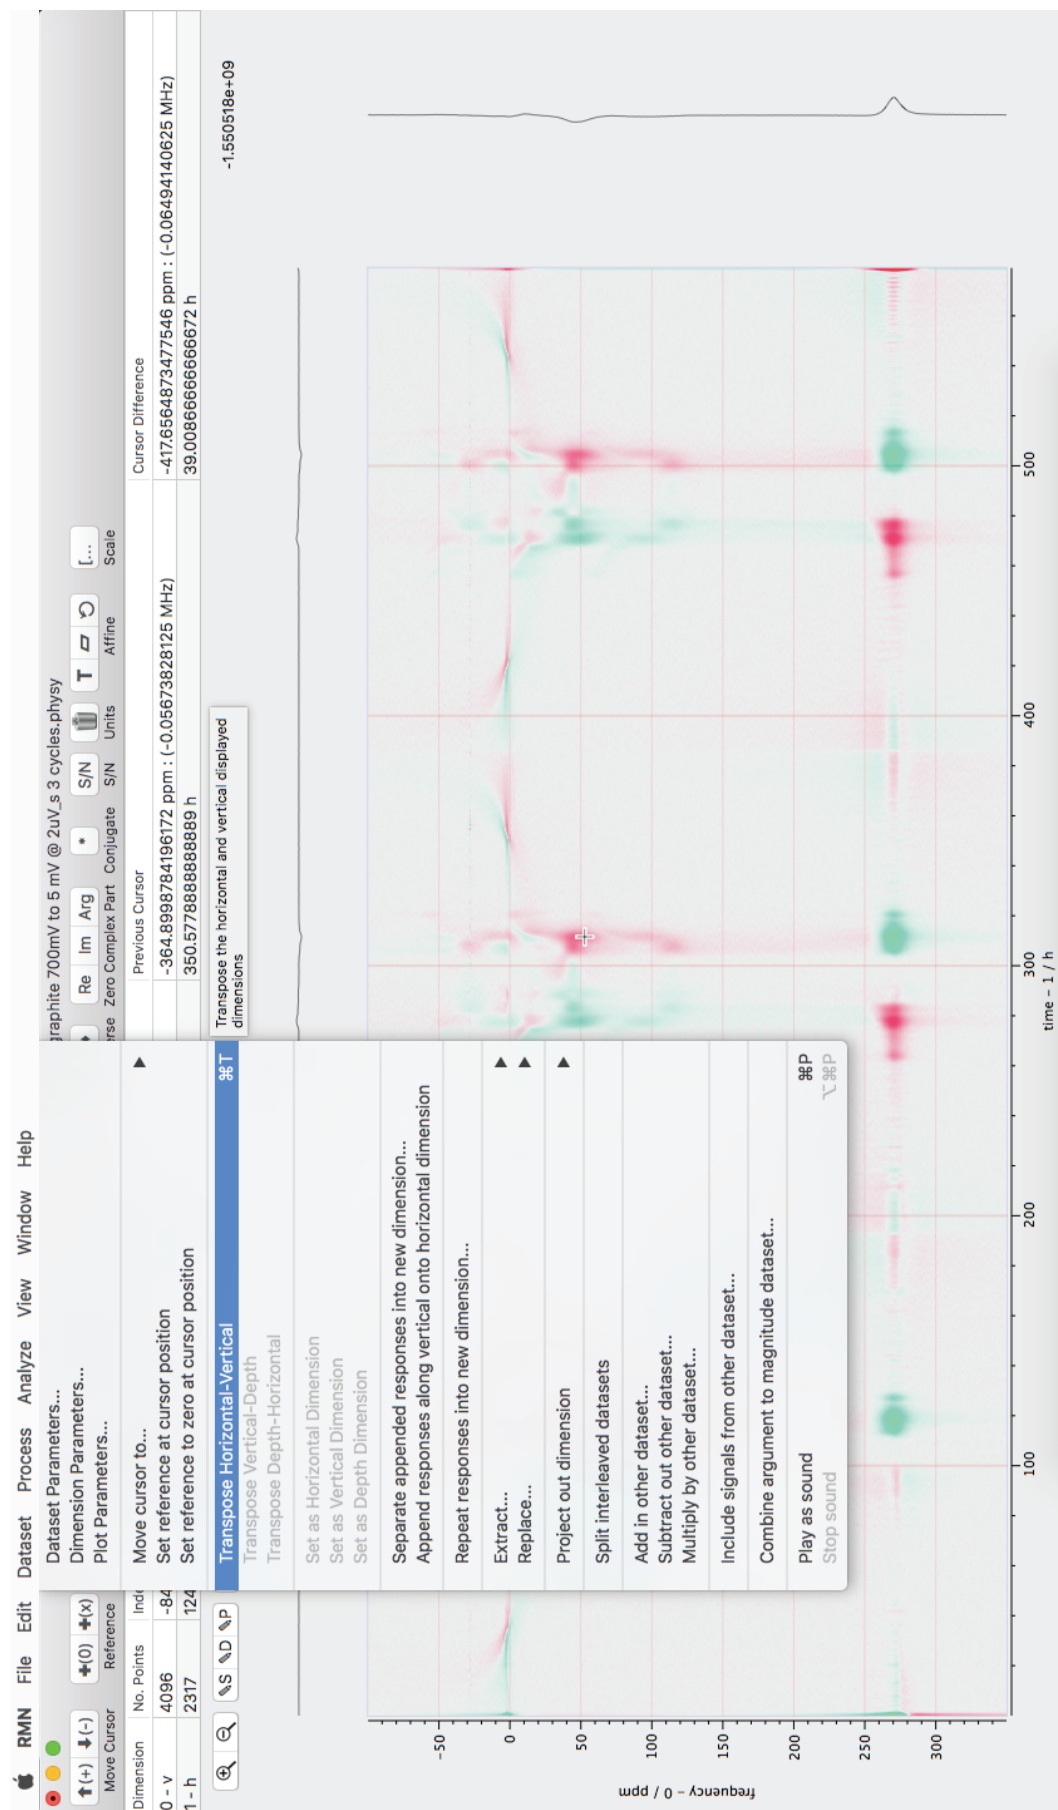 RMN File Edit Dataset Process Analyze View Window Help
graphite 700mV to 5 mV @ 2uV_s 3 cycles.physy
(+) (-) (0) (x) Re Im Arg * S/N T [...
Move Cursor Reference Zero Complex Part Conjugate S/N Units Affine Scale
Dimension No. Points Previous Cursor Cursor Difference
0 - v 4096 -84 -364.8998784196172 ppm : (-0.05673828125 MHz) -417.6564873477546 ppm : (-0.06494140625 MHz)
1 - h 2317 124 350.5778888888889 h 39.00866666666672 h
S D P
-1.550518e+09
Dataset Parameters...
Dimension Parameters...
Plot Parameters...
Move cursor to...
Set reference at cursor position
Set reference to zero at cursor position
Transpose Horizontal-Vertical ⌘T
Transpose Vertical-Depth
Transpose Depth-Horizontal
Set as Horizontal Dimension
Set as Vertical Dimension
Set as Depth Dimension
Separate appended responses into new dimension...
Append responses along vertical onto horizontal dimension
Repeat responses into new dimension...
Extract...
Replace...
Project out dimension
Split interleaved datasets
Add in other dataset...
Subtract out other dataset...
Multiply by other dataset...
Include signals from other dataset...
Combine argument to magnitude dataset...
Play as sound ⌘P
Stop sound ⌥⌘P
Transpose the horizontal and vertical displayed
dimensions
frequency – 0 / ppm
-50
0
50
100
150
200
250
300
100 200 300 400 500
time – 1 / h